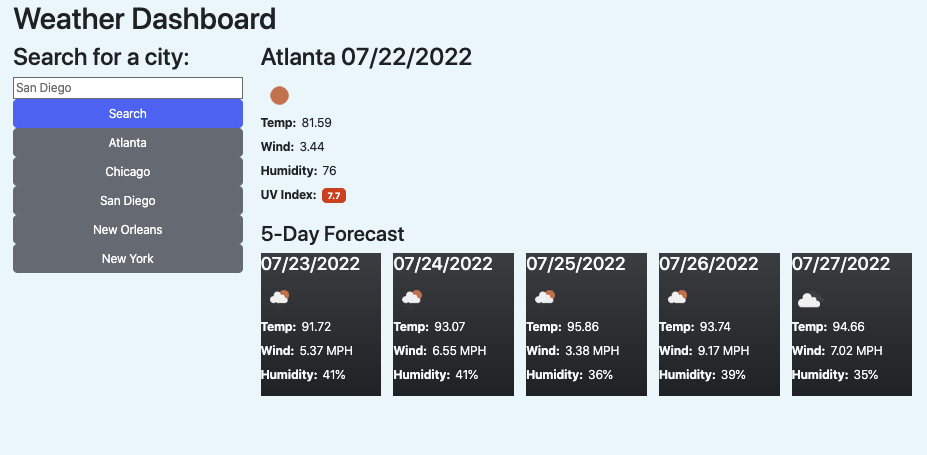 Weather Dashboard
Search for a city:
San Diego
Search
Atlanta
Chicago
San Diego
New Orleans
New York
Atlanta 07/22/2022
Temp: 81.59
Wind: 3.44
Humidity: 76
UV Index: 7.7
5-Day Forecast
07/23/2022
Temp: 91.72
Wind: 5.37 MPH
Humidity: 41%
07/24/2022
Temp: 93.07
Wind: 6.55 MPH
Humidity: 41%
07/25/2022
Temp: 95.86
Wind: 3.38 MPH
Humidity: 36%
07/26/2022
Temp: 93.74
Wind: 9.17 MPH
Humidity: 39%
07/27/2022
Temp: 94.66
Wind: 7.02 MPH
Humidity: 35%